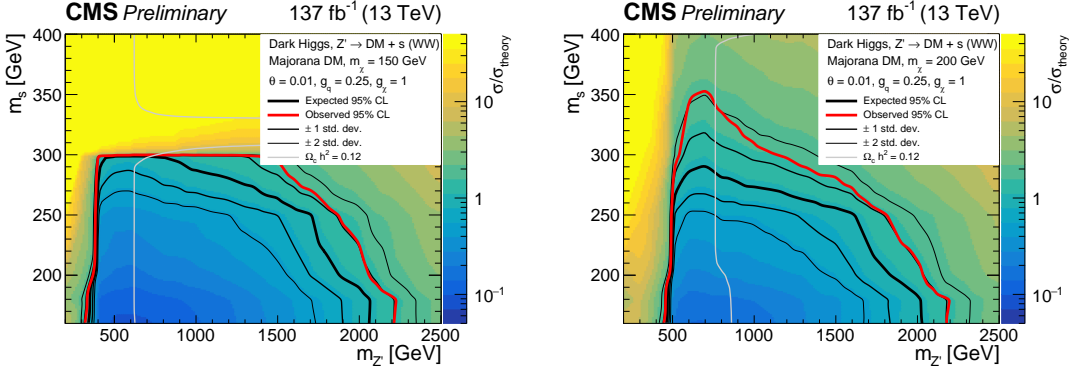 CMS Preliminary 137 fb⁻¹ (13 TeV)
Dark Higgs, Z' → DM + s (WW)
Majorana DM, mχ = 150 GeV
θ = 0.01, g_q = 0.25, g_χ = 1
Expected 95% CL
Observed 95% CL
± 1 std. dev.
± 2 std. dev.
Ω_c h² = 0.12
m_s [GeV]
400
350
300
250
200
500 1000 1500 2000 2500
m_Z' [GeV]
σ/σ_theory
10
1
10⁻¹
CMS Preliminary 137 fb⁻¹ (13 TeV)
Dark Higgs, Z' → DM + s (WW)
Majorana DM, m_χ = 200 GeV
θ = 0.01, g_q = 0.25, g_χ = 1
Expected 95% CL
Observed 95% CL
± 1 std. dev.
± 2 std. dev.
Ω_c h² = 0.12
m_s [GeV]
400
350
300
250
200
500 1000 1500 2000 2500
m_Z' [GeV]
σ/σ_theory
10
1
10⁻¹